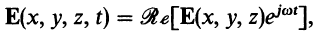 E(x, y, z, t) = ℛℯ[E(x, y, z)e^{jωt}],